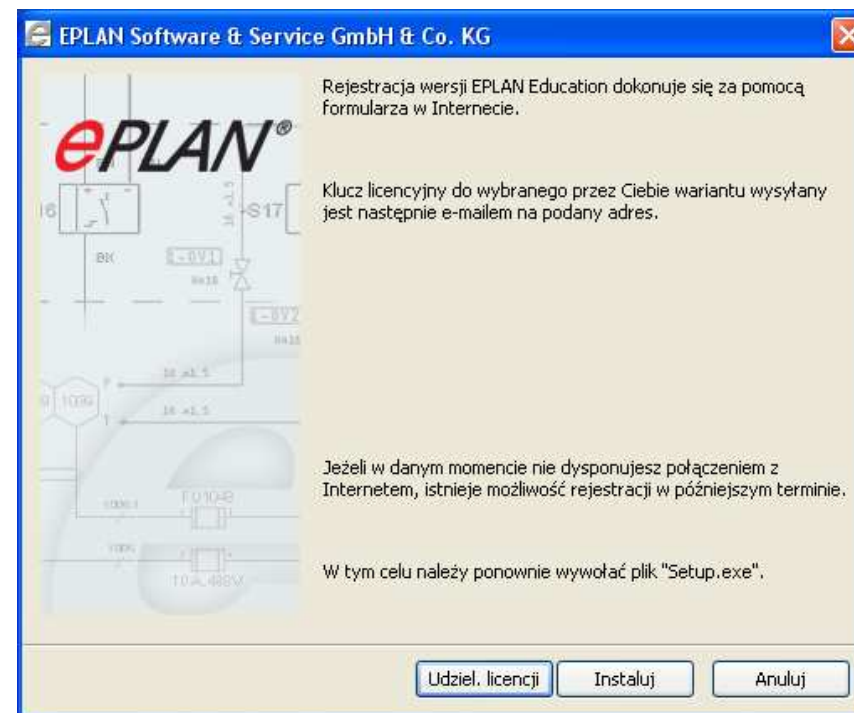 EPLAN Software & Service GmbH & Co. KG
ePLAN®
Rejestracja wersji EPLAN Education dokonuje się za pomocą
formularza w Internecie.
Klucz licencyjny do wybranego przez Ciebie wariantu wysyłany
jest następnie e-mailem na podany adres.
-S17
Jeżeli w danym momencie nie dysponujesz połączeniem z
Internetem, istnieje możliwość rejestracji w późniejszym terminie.
W tym celu należy ponownie wywołać plik "Setup.exe".
Udziel. licencji
Instaluj
Anuluj